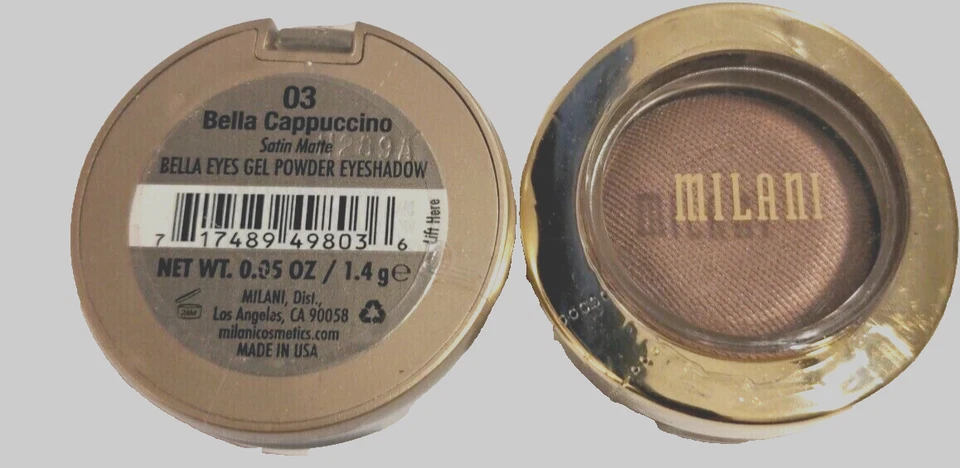 03
Bella Cappuccino
Satin Matte
BELLA EYES GEL POWDER EYESHADOW
Lift Here
7 17489 49803 6
NET WT. 0.05 OZ / 1.4 g℮
MILANI, Dist.,
Los Angeles, CA 90058
milanicosmetics.com
MADE IN USA
MILANI